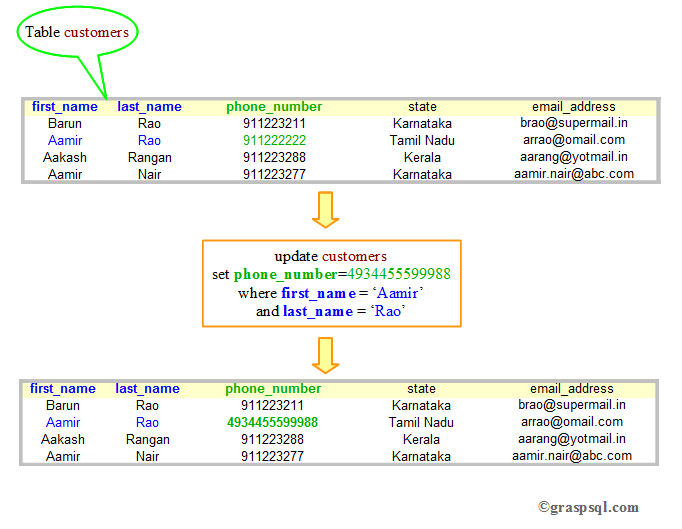 Table customers
first_name last_name phone_number state email_address
Barun Rao 911223211 Karnataka brao@supermail.in
Aamir Rao 911222222 Tamil Nadu arrao@omail.com
Aakash Rangan 911223288 Kerala aarang@yotmail.in
Aamir Nair 911223277 Karnataka aamir.nair@abc.com
update customers
set phone_number=4934455599988
where first_name = ‘Aamir’
and last_name = ‘Rao’
first_name last_name phone_number state email_address
Barun Rao 911223211 Karnataka brao@supermail.in
Aamir Rao 4934455599988 Tamil Nadu arrao@omail.com
Aakash Rangan 911223288 Kerala aarang@yotmail.in
Aamir Nair 911223277 Karnataka aamir.nair@abc.com
©graspsql.com